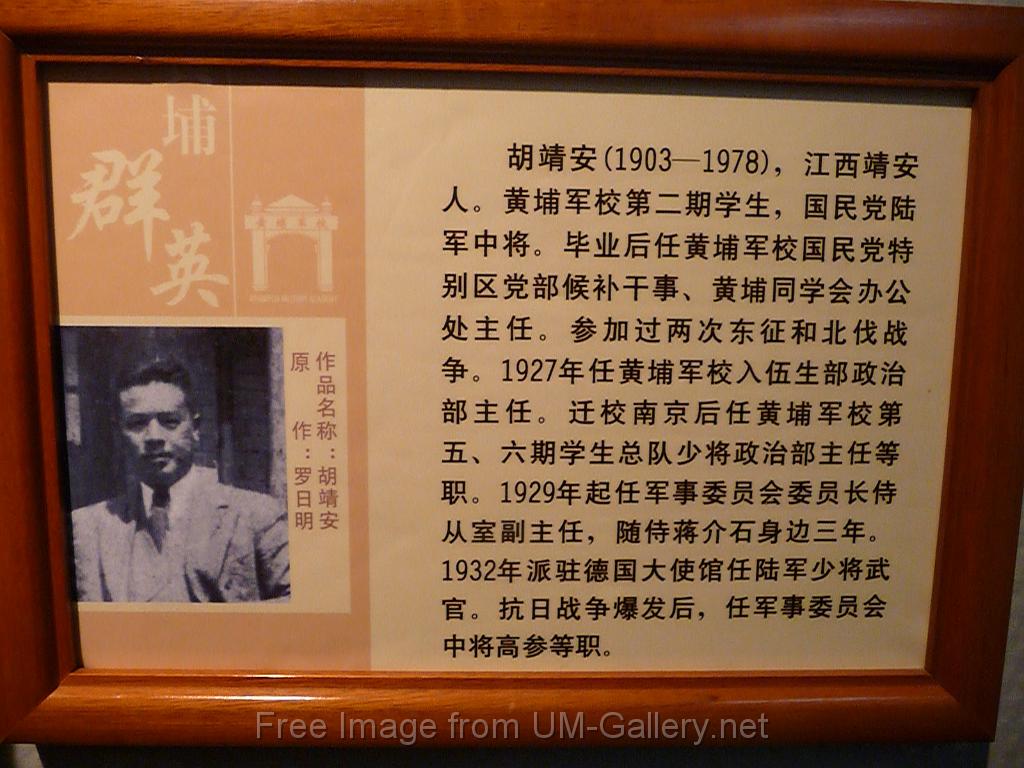 埔
群
英
WHAMPOA MILITARY ACADEMY
作品名称：胡靖安
原　作：罗日明
胡靖安(1903—1978)，江西靖安
人。黄埔军校第二期学生，国民党陆
军中将。毕业后任黄埔军校国民党特
别区党部候补干事、黄埔同学会办公
处主任。参加过两次东征和北伐战
争。1927年任黄埔军校入伍生部政治
部主任。迁校南京后任黄埔军校第
五、六期学生总队少将政治部主任等
职。1929年起任军事委员会委员长侍
从室副主任，随侍蒋介石身边三年。
1932年派驻德国大使馆任陆军少将武
官。抗日战争爆发后，任军事委员会
中将高参等职。
Free Image from UM-Gallery.net